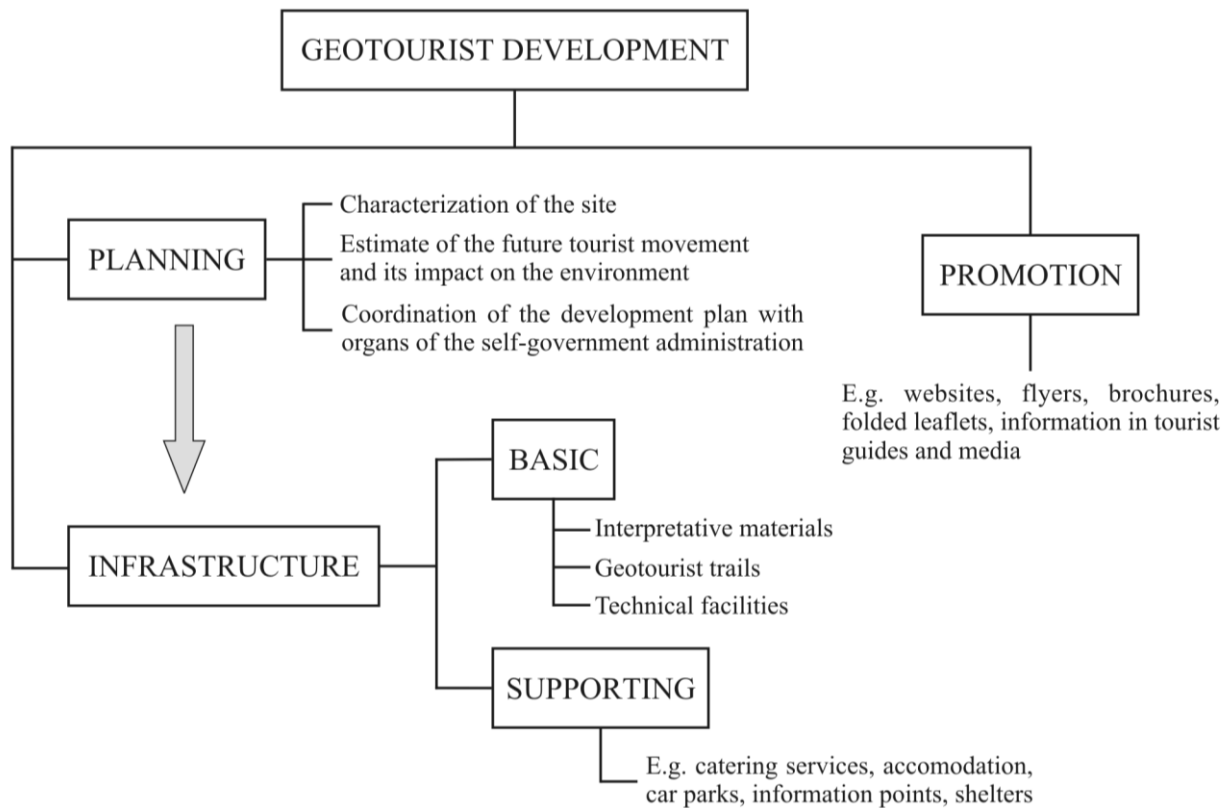 GEOTOURIST DEVELOPMENT
PLANNING
Characterization of the site
Estimate of the future tourist movement
and its impact on the environment
Coordination of the development plan with
organs of the self-government administration
PROMOTION
E.g. websites, flyers, brochures,
folded leaflets, information in tourist
guides and media
INFRASTRUCTURE
BASIC
Interpretative materials
Geotourist trails
Technical facilities
SUPPORTING
E.g. catering services, accomodation,
car parks, information points, shelters